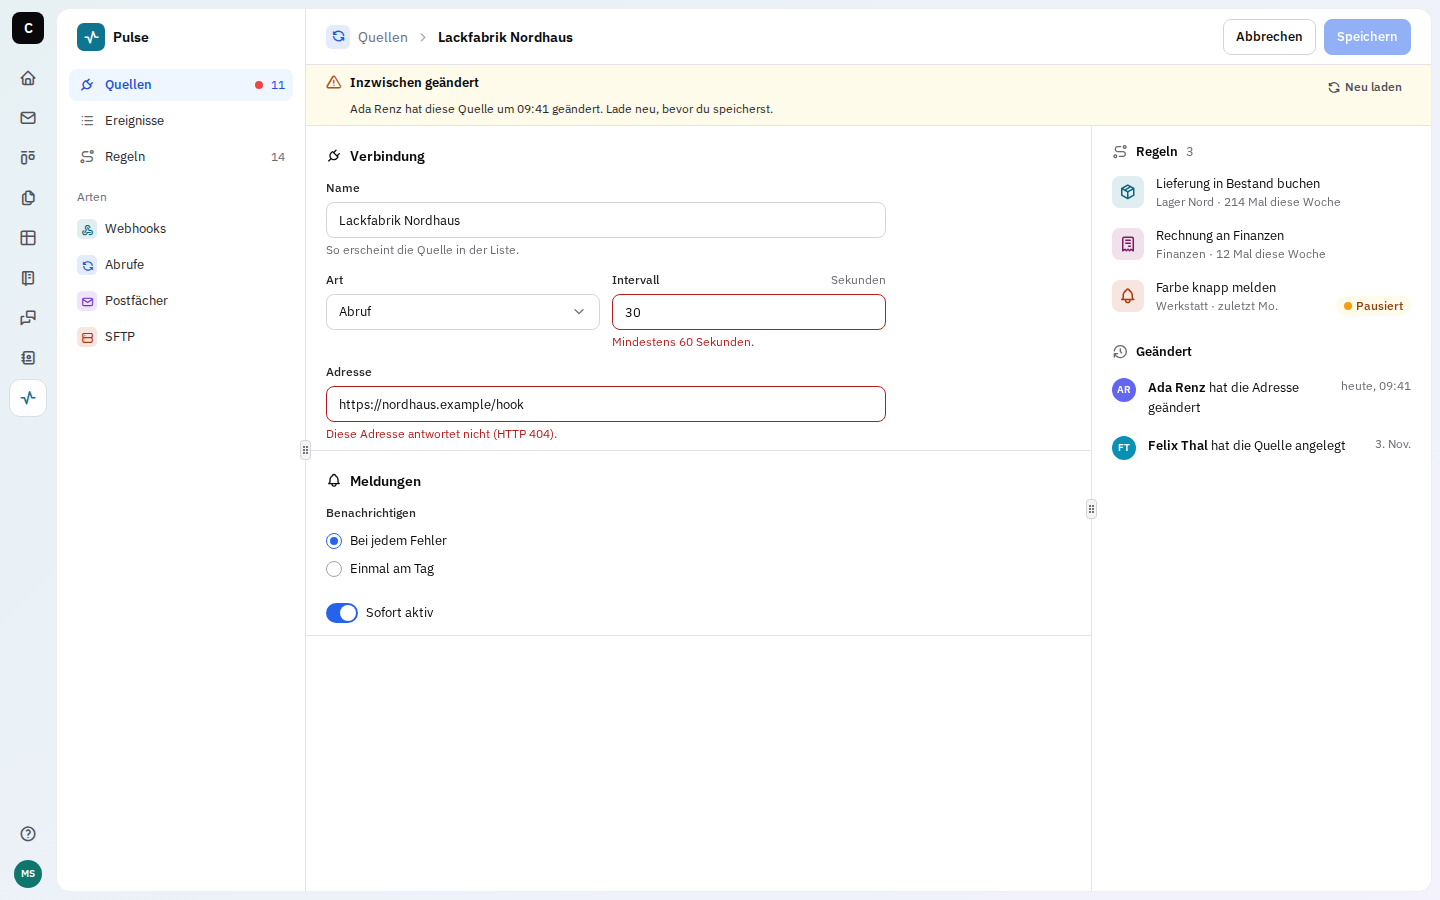 C
Pulse
Quellen 11
Ereignisse
Regeln 14
Arten
Webhooks
Abrufe
Postfächer
SFTP
MS
Quellen Lackfabrik Nordhaus
Abbrechen Speichern
Inzwischen geändert
Ada Renz hat diese Quelle um 09:41 geändert. Lade neu, bevor du speicherst.
Neu laden
Verbindung
Name
Lackfabrik Nordhaus
So erscheint die Quelle in der Liste.
Art Intervall Sekunden
Abruf 30
Mindestens 60 Sekunden.
Adresse
https://nordhaus.example/hook
Diese Adresse antwortet nicht (HTTP 404).
Meldungen
Benachrichtigen
Bei jedem Fehler
Einmal am Tag
Sofort aktiv
Regeln 3
Lieferung in Bestand buchen
Lager Nord · 214 Mal diese Woche
Rechnung an Finanzen
Finanzen · 12 Mal diese Woche
Farbe knapp melden
Werkstatt · zuletzt Mo. Pausiert
Geändert
AR Ada Renz hat die Adresse heute, 09:41
geändert
FT Felix Thal hat die Quelle angelegt 3. Nov.